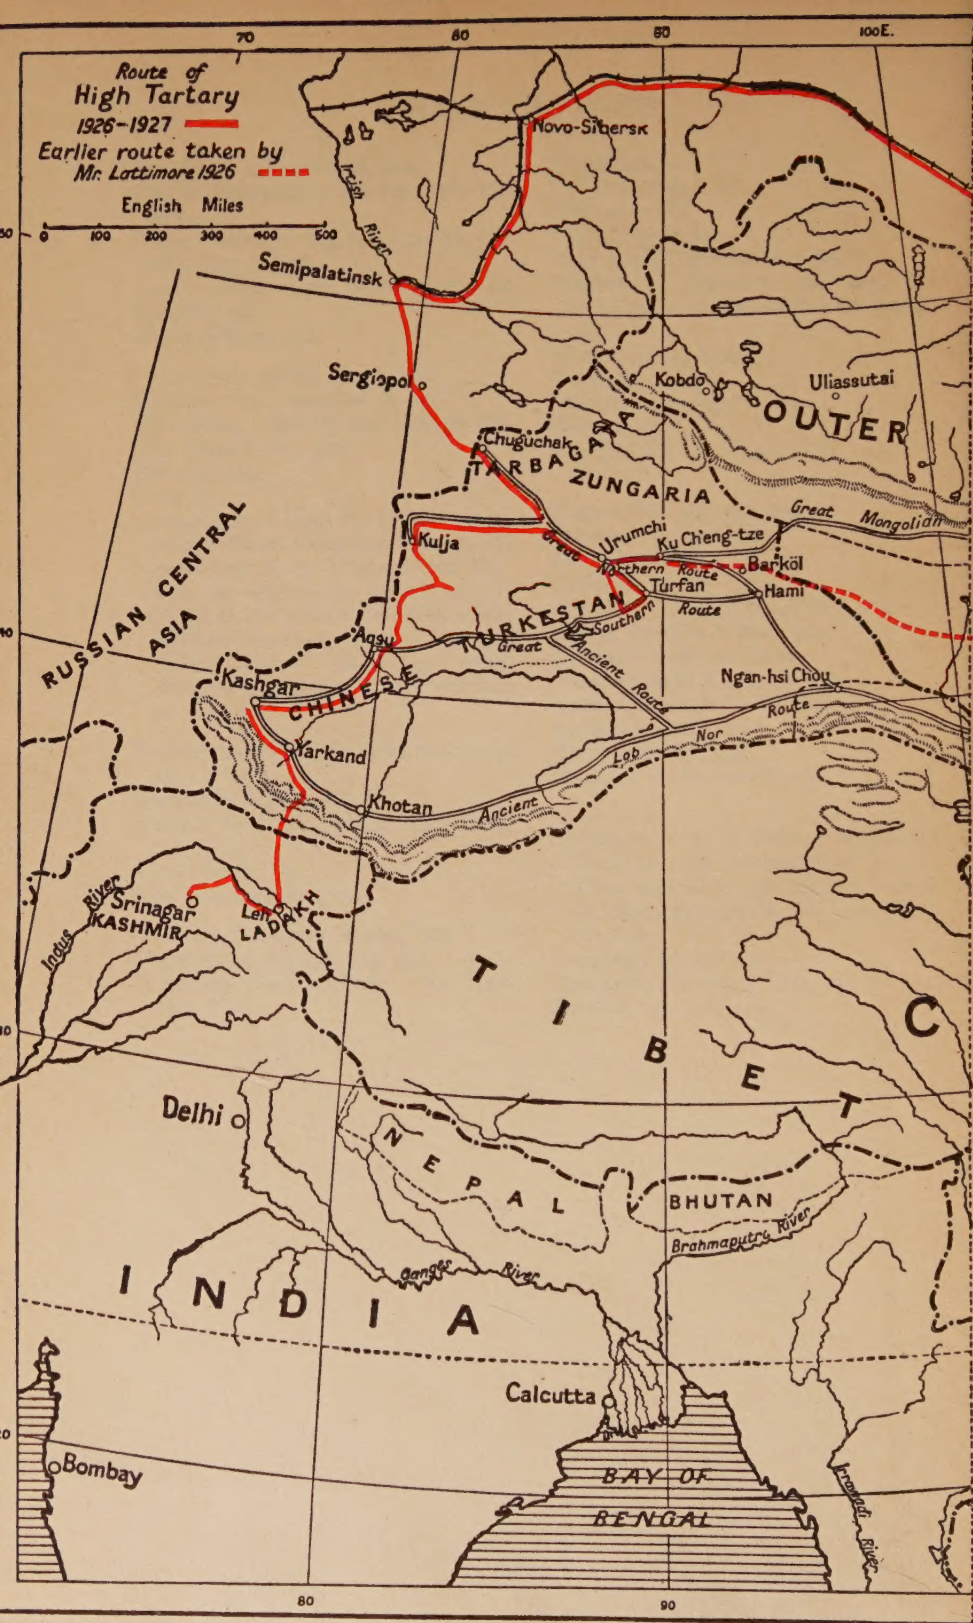 70 80 90 100E.
Route of
High Tartary
1926-1927
Earlier route taken by
Mr. Lattimore 1926
English Miles
0 100 200 300 400 500
Novo-Sibersk
Irtish River
Semipalatinsk
Sergiopol
Kobdo
Uliassutai
OUTER
Chuguchak
TARBAGATA
ZUNGARIA
Great Mongolian
RUSSIAN CENTRAL
ASIA
Kulja
Great Northern Route
Urumchi
Ku Ch'eng-tze
Barköl
Turfan
Hami
Great Southern Route
CHINESE TURKESTAN
Aqsu
Ancient Route
Ngan-hsi Chou
Kashgar
Yarkand
Khotan
Ancient Lob Nor Route
Indus River
Srinagar
KASHMIR
Leh
LADAKH
TIBET
C
Delhi
NEPAL
BHUTAN
Brahmaputra River
Ganges River
INDIA
Calcutta
Bombay
BAY OF
BENGAL
Irrawadi River
80 90